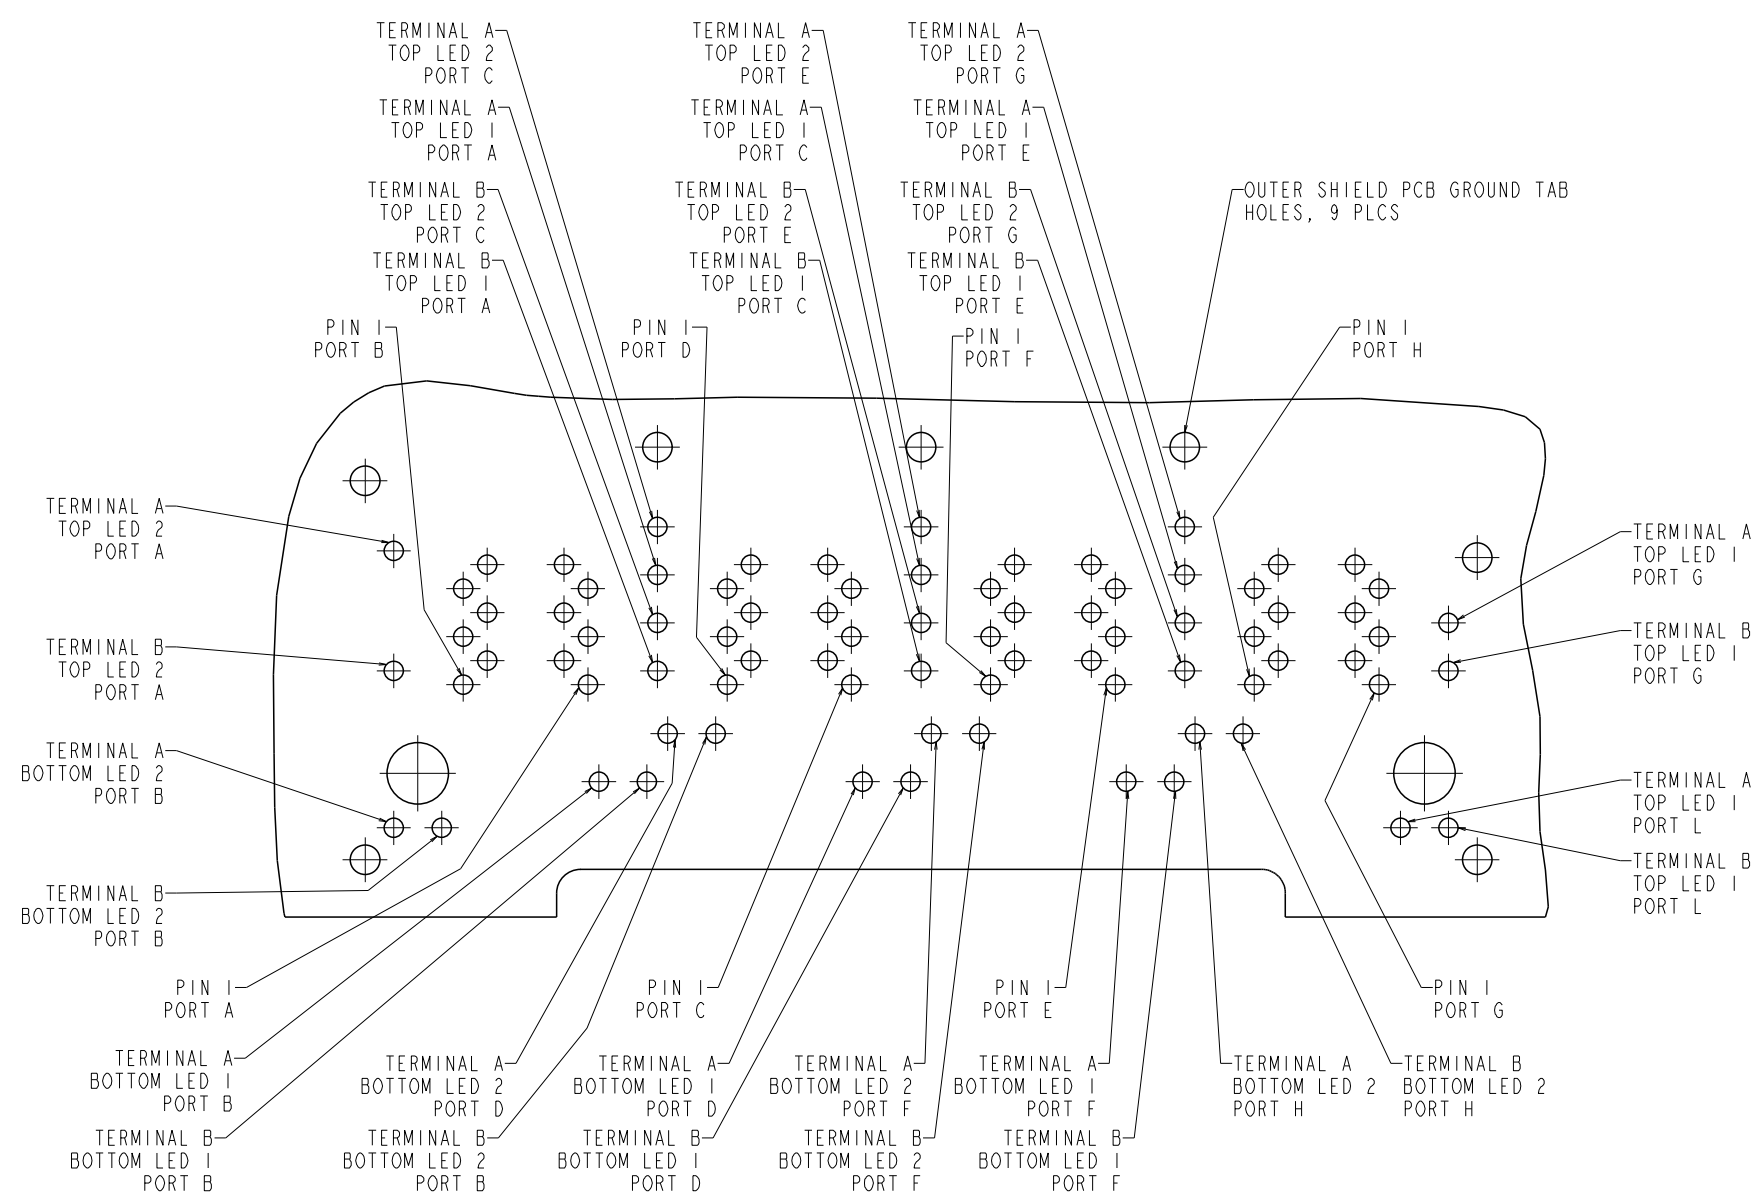 TERMINAL A
TOP LED 2
PORT C
TERMINAL A
TOP LED 1
PORT A
TERMINAL B
TOP LED 2
PORT C
TERMINAL B
TOP LED 1
PORT A
PIN 1
PORT B
TERMINAL A
TOP LED 2
PORT E
TERMINAL A
TOP LED 1
PORT C
TERMINAL B
TOP LED 2
PORT E
TERMINAL B
TOP LED 1
PORT C
PIN 1
PORT D
TERMINAL A
TOP LED 2
PORT G
TERMINAL A
TOP LED 1
PORT E
TERMINAL B
TOP LED 2
PORT G
TERMINAL B
TOP LED 1
PORT E
PIN 1
PORT F
OUTER SHIELD PCB GROUND TAB
HOLES, 9 PLCS
PIN 1
PORT H
TERMINAL A
TOP LED 2
PORT A
TERMINAL B
TOP LED 2
PORT A
TERMINAL A
BOTTOM LED 2
PORT B
TERMINAL B
BOTTOM LED 2
PORT B
TERMINAL A
TOP LED 1
PORT G
TERMINAL B
TOP LED 1
PORT G
TERMINAL A
TOP LED 1
PORT L
TERMINAL B
TOP LED 1
PORT L
PIN 1
PORT A
PIN 1
PORT C
PIN 1
PORT E
PIN 1
PORT G
TERMINAL A
BOTTOM LED 1
PORT B
TERMINAL A
BOTTOM LED 2
PORT D
TERMINAL A
BOTTOM LED 1
PORT D
TERMINAL A
BOTTOM LED 2
PORT F
TERMINAL A
BOTTOM LED 1
PORT F
TERMINAL A
BOTTOM LED 2
PORT H
TERMINAL B
BOTTOM LED 2
PORT H
TERMINAL B
BOTTOM LED 1
PORT B
TERMINAL B
BOTTOM LED 2
PORT B
TERMINAL B
BOTTOM LED 1
PORT D
TERMINAL B
BOTTOM LED 2
PORT F
TERMINAL B
BOTTOM LED 1
PORT F